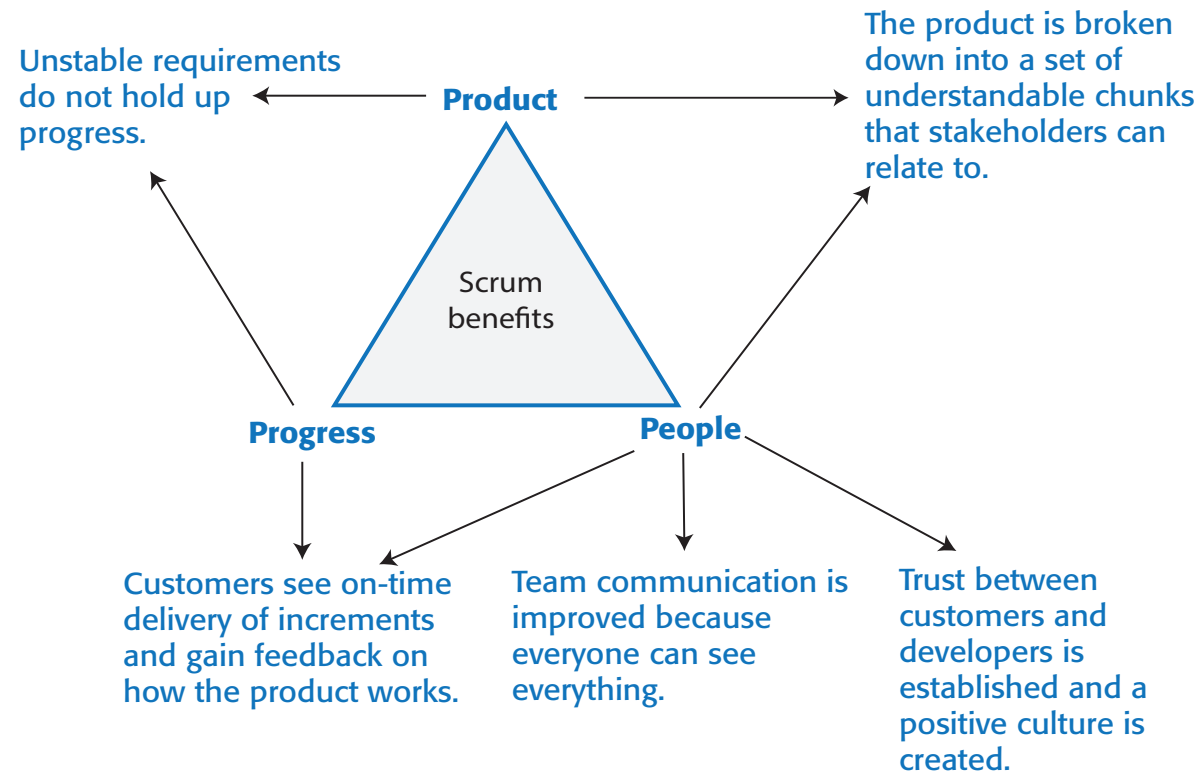 Unstable requirements
do not hold up
progress.
Product
The product is broken
down into a set of
understandable chunks
that stakeholders can
relate to.
Scrum
benefits
Progress
People
Customers see on-time
delivery of increments
and gain feedback on
how the product works.
Team communication is
improved because
everyone can see
everything.
Trust between
customers and
developers is
established and a
positive culture is
created.